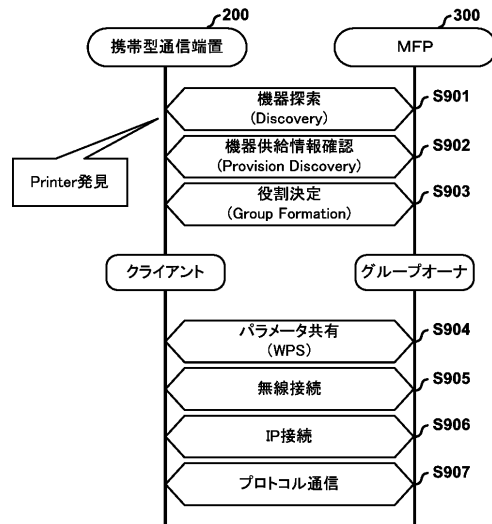 200
300
携帯型通信端置
MFP
機器探索
(Discovery)
S901
機器供給情報確認
(Provision Discovery)
S902
Printer発見
役割決定
(Group Formation)
S903
クライアント
グループオーナ
パラメータ共有
(WPS)
S904
無線接続
S905
IP接続
S906
プロトコル通信
S907